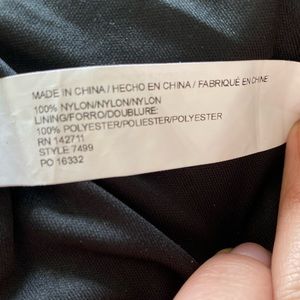 MADE IN CHINA / HECHO EN CHINA / FABRIQUÉ EN CHINE
100% NYLON/NYLON/NYLON
LINING/FORRO/DOUBLURE:
100% POLYESTER/POLIESTER/POLYESTER
RN 142711
STYLE 7499
PO 16332